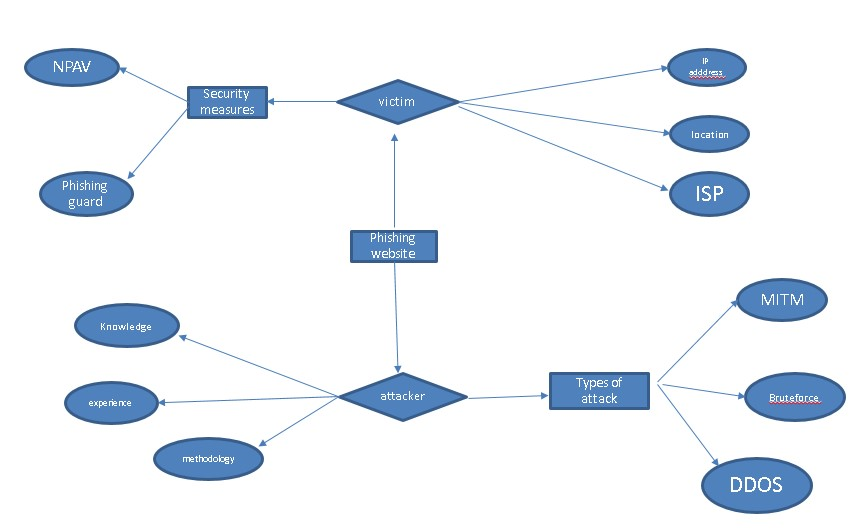 NPAV
Security
measures
victim
IP
adddress
location
Phishing
guard
ISP
Phishing
website
MITM
Knowledge
Types of
attack
attacker
experience
Bruteforce
methodology
DDOS